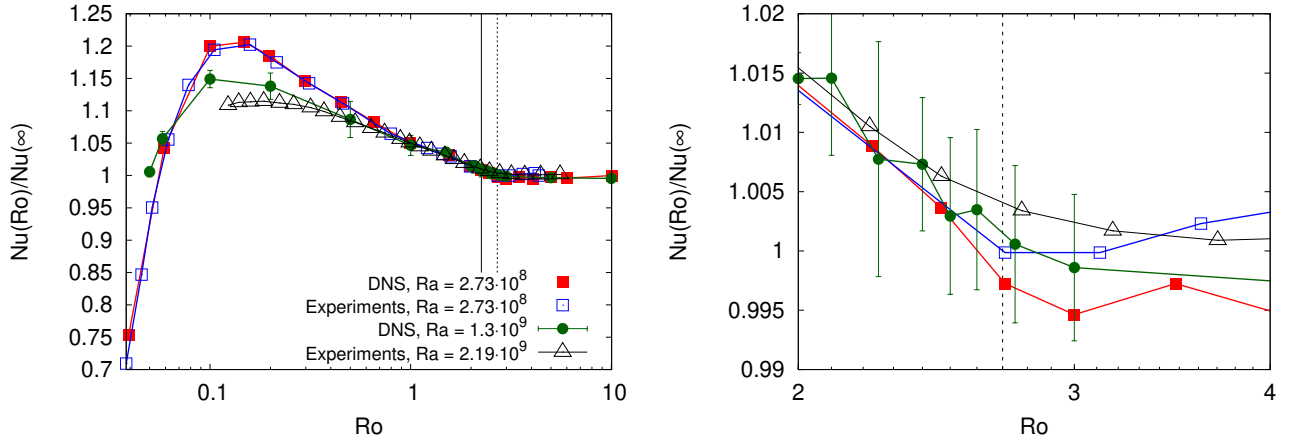 Nu(Ro)/Nu(∞)
1.25
1.2
1.15
1.1
1.05
1
0.95
0.9
0.85
0.8
0.75
0.7
DNS, Ra = 2.73·10^8
Experiments, Ra = 2.73·10^8
DNS, Ra = 1.3·10^9
Experiments, Ra = 2.19·10^9
0.1 1 10
Ro
Nu(Ro)/Nu(∞)
1.02
1.015
1.01
1.005
1
0.995
0.99
2 3 4
Ro